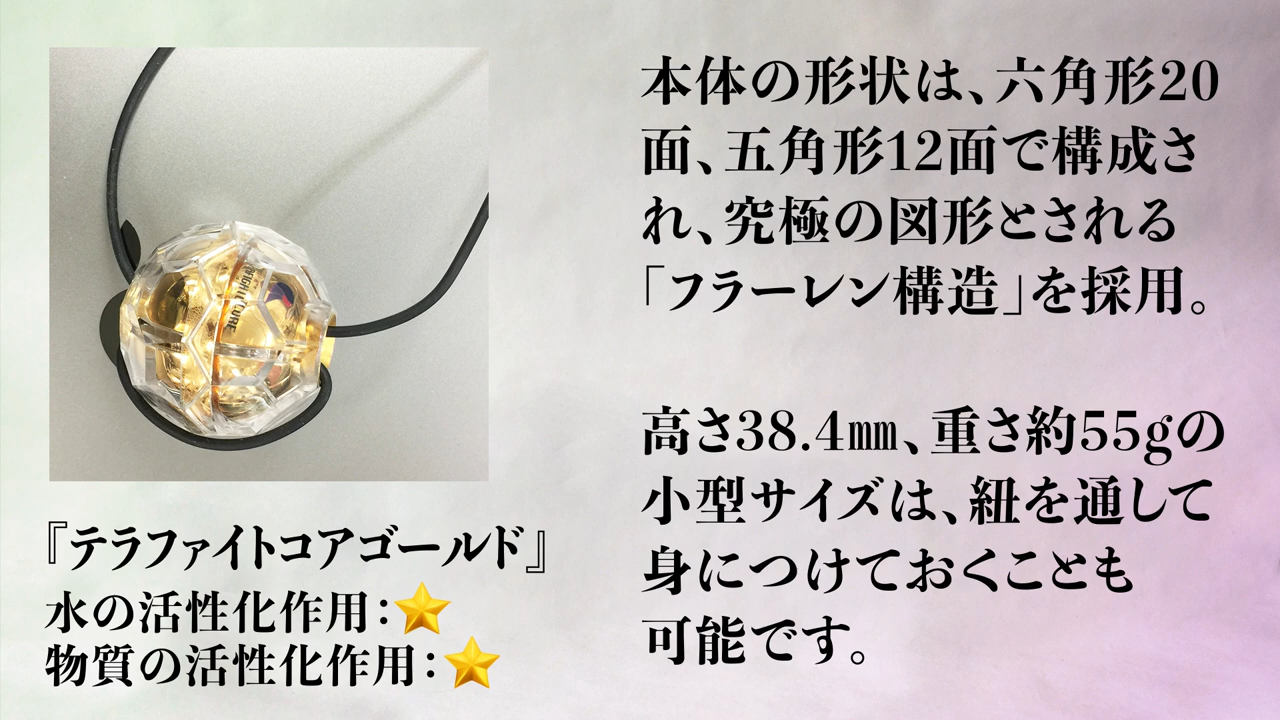 本体の形状は、六角形20
面、五角形12面で構成さ
れ、究極の図形とされる
「フラーレン構造」を採用。
高さ38.4㎜、重さ約55gの
小型サイズは、紐を通して
身につけておくことも
可能です。
『テラファイトコアゴールド』
水の活性化作用：⭐
物質の活性化作用：⭐